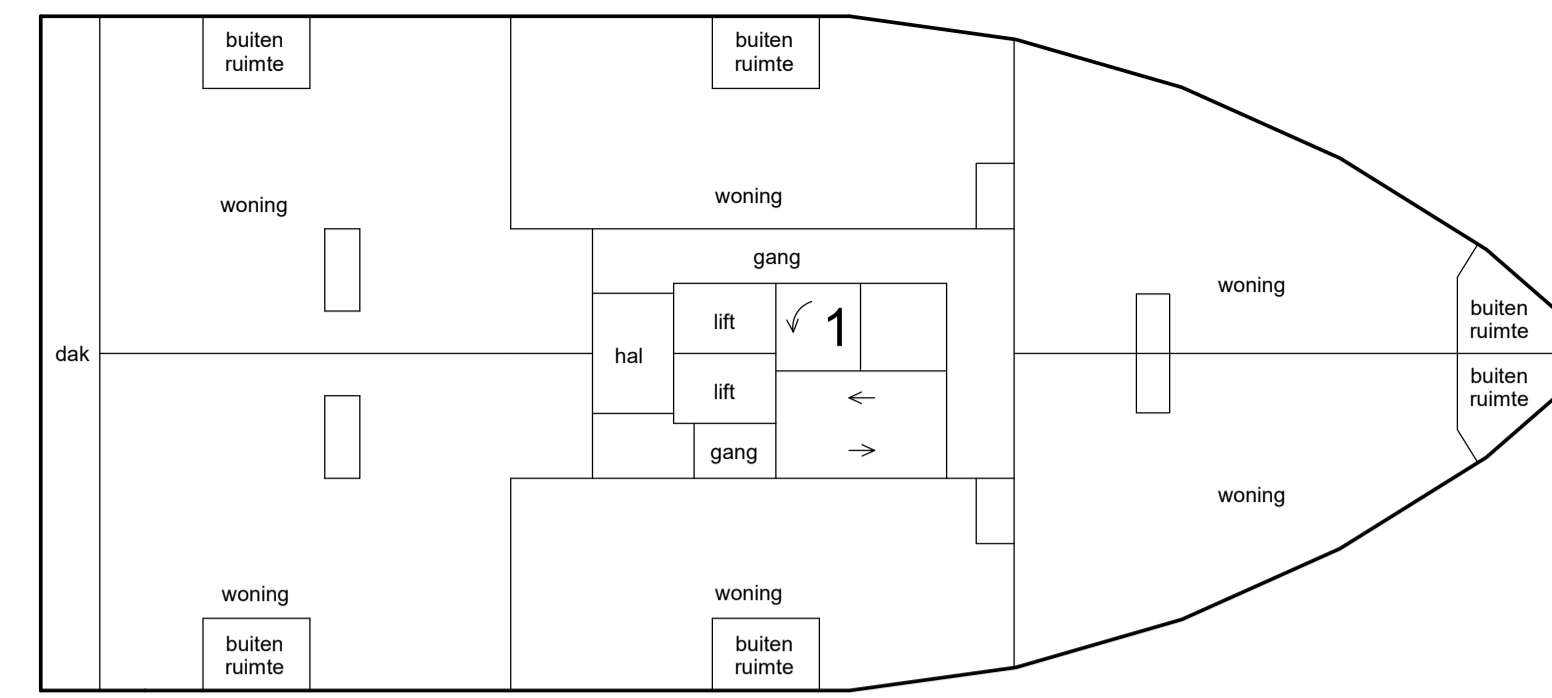 buiten
ruimte
buiten
ruimte
woning
woning
gang
woning
lift
1
buiten
ruimte
dak
hal
lift
buiten
ruimte
gang
woning
woning
woning
buiten
ruimte
buiten
ruimte